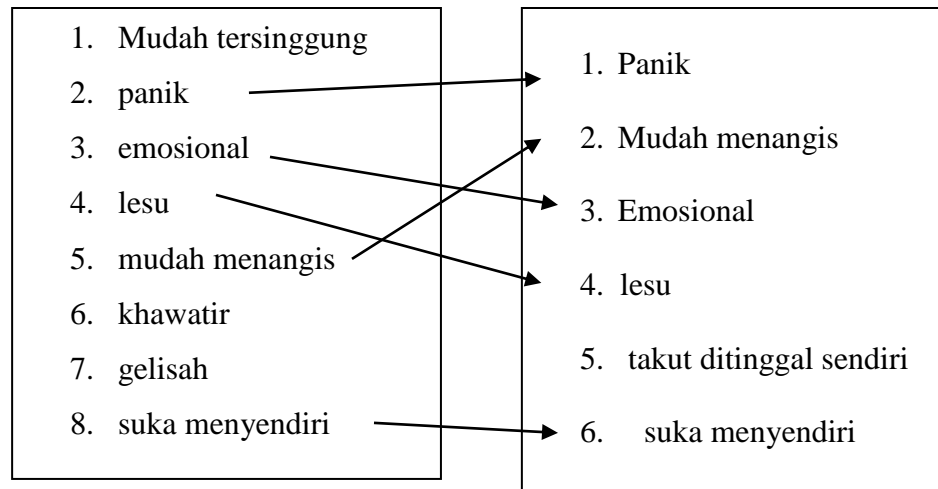 1. Mudah tersinggung
2. panik
3. emosional
4. lesu
5. mudah menangis
6. khawatir
7. gelisah
8. suka menyendiri
1. Panik
2. Mudah menangis
3. Emosional
4. lesu
5. takut ditinggal sendiri
6. suka menyendiri